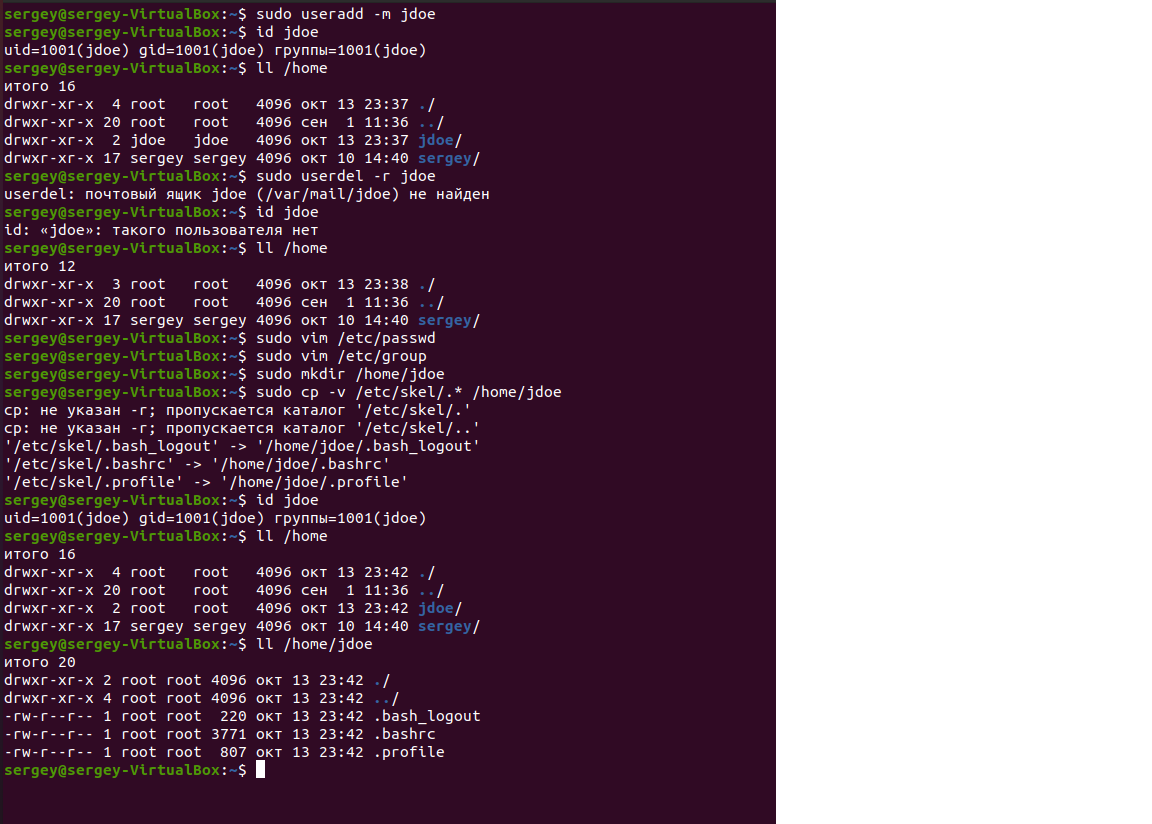 sergey@sergey-VirtualBox:~$ sudo useradd -m jdoe
sergey@sergey-VirtualBox:~$ id jdoe
uid=1001(jdoe) gid=1001(jdoe) группы=1001(jdoe)
sergey@sergey-VirtualBox:~$ ll /home
итого 16
drwxr-xr-x  4 root   root   4096 окт 13 23:37 ./
drwxr-xr-x 20 root   root   4096 сен  1 11:36 ../
drwxr-xr-x  2 jdoe   jdoe   4096 окт 13 23:37 jdoe/
drwxr-xr-x 17 sergey sergey 4096 окт 10 14:40 sergey/
sergey@sergey-VirtualBox:~$ sudo userdel -r jdoe
userdel: почтовый ящик jdoe (/var/mail/jdoe) не найден
sergey@sergey-VirtualBox:~$ id jdoe
id: «jdoe»: такого пользователя нет
sergey@sergey-VirtualBox:~$ ll /home
итого 12
drwxr-xr-x  3 root   root   4096 окт 13 23:38 ./
drwxr-xr-x 20 root   root   4096 сен  1 11:36 ../
drwxr-xr-x 17 sergey sergey 4096 окт 10 14:40 sergey/
sergey@sergey-VirtualBox:~$ sudo vim /etc/passwd
sergey@sergey-VirtualBox:~$ sudo vim /etc/group
sergey@sergey-VirtualBox:~$ sudo mkdir /home/jdoe
sergey@sergey-VirtualBox:~$ sudo cp -v /etc/skel/.* /home/jdoe
cp: не указан -r; пропускается каталог '/etc/skel/.'
cp: не указан -r; пропускается каталог '/etc/skel/..'
'/etc/skel/.bash_logout' -> '/home/jdoe/.bash_logout'
'/etc/skel/.bashrc' -> '/home/jdoe/.bashrc'
'/etc/skel/.profile' -> '/home/jdoe/.profile'
sergey@sergey-VirtualBox:~$ id jdoe
uid=1001(jdoe) gid=1001(jdoe) группы=1001(jdoe)
sergey@sergey-VirtualBox:~$ ll /home
итого 16
drwxr-xr-x  4 root   root   4096 окт 13 23:42 ./
drwxr-xr-x 20 root   root   4096 сен  1 11:36 ../
drwxr-xr-x  2 root   root   4096 окт 13 23:42 jdoe/
drwxr-xr-x 17 sergey sergey 4096 окт 10 14:40 sergey/
sergey@sergey-VirtualBox:~$ ll /home/jdoe
итого 20
drwxr-xr-x 2 root root 4096 окт 13 23:42 ./
drwxr-xr-x 4 root root 4096 окт 13 23:42 ../
-rw-r--r-- 1 root root  220 окт 13 23:42 .bash_logout
-rw-r--r-- 1 root root 3771 окт 13 23:42 .bashrc
-rw-r--r-- 1 root root  807 окт 13 23:42 .profile
sergey@sergey-VirtualBox:~$